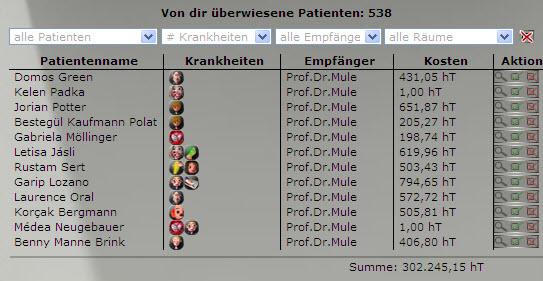 Von dir überwiesene Patienten: 538
alle Patienten # Krankheiten alle Empfänge alle Räume
Patientenname Krankheiten Empfänger Kosten Aktion
Domos Green Prof.Dr.Mule 431,05 hT
Kelen Padka Prof.Dr.Mule 1,00 hT
Jorian Potter Prof.Dr.Mule 651,87 hT
Bestegül Kaufmann Polat Prof.Dr.Mule 205,27 hT
Gabriela Möllinger Prof.Dr.Mule 198,74 hT
Letisa Jásli Prof.Dr.Mule 619,96 hT
Rustam Sert Prof.Dr.Mule 503,43 hT
Garip Lozano Prof.Dr.Mule 794,65 hT
Laurence Oral Prof.Dr.Mule 572,72 hT
Korçak Bergmann Prof.Dr.Mule 505,81 hT
Médea Neugebauer Prof.Dr.Mule 1,00 hT
Benny Manne Brink Prof.Dr.Mule 406,80 hT
Summe: 302.245,15 hT